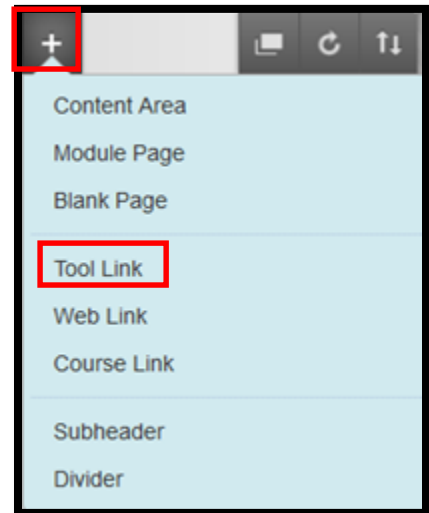 +
Content Area
Module Page
Blank Page
Tool Link
Web Link
Course Link
Subheader
Divider